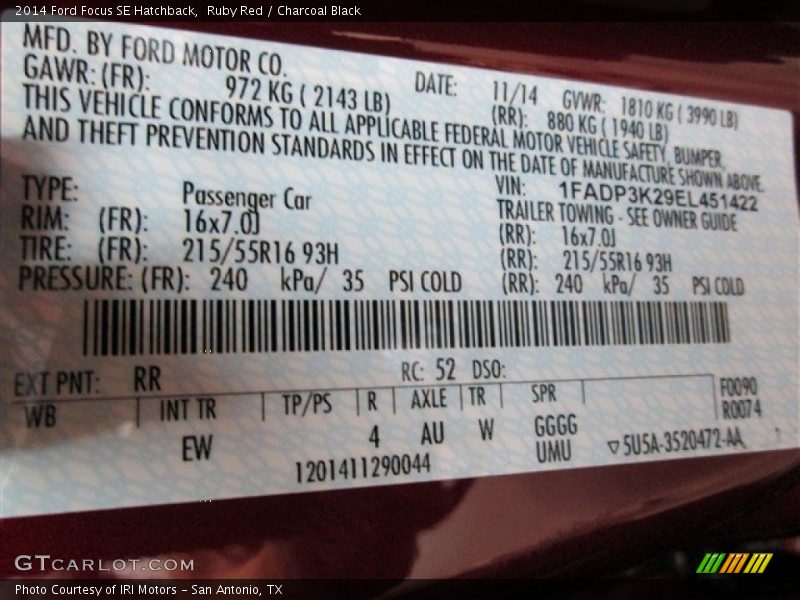 2014 Ford Focus SE Hatchback,  Ruby Red / Charcoal Black
MFD. BY FORD MOTOR CO.
DATE: 11/14 GVWR: 1810 KG ( 3990 LB)
GAWR: (FR): 972 KG ( 2143 LB) (RR): 880 KG ( 1940 LB)
THIS VEHICLE CONFORMS TO ALL APPLICABLE FEDERAL MOTOR VEHICLE SAFETY, BUMPER,
AND THEFT PREVENTION STANDARDS IN EFFECT ON THE DATE OF MANUFACTURE SHOWN ABOVE.
VIN: 1FADP3K29EL451422
TYPE: Passenger Car TRAILER TOWING - SEE OWNER GUIDE
RIM: (FR): 16x7.0J (RR): 16x7.0J
TIRE: (FR): 215/55R16 93H (RR): 215/55R16 93H
PRESSURE: (FR): 240 kPa/ 35 PSI COLD (RR): 240 kPa/ 35 PSI COLD
EXT PNT: RR RC: 52 DSO:
WB INT TR TP/PS R AXLE TR SPR F0090
R0074
EW 4 AU W GGGG
UMU ▽5U5A-3520472-AA
1201411290044
GTCARLOT.COM
Photo Courtesy of IRI Motors – San Antonio, TX